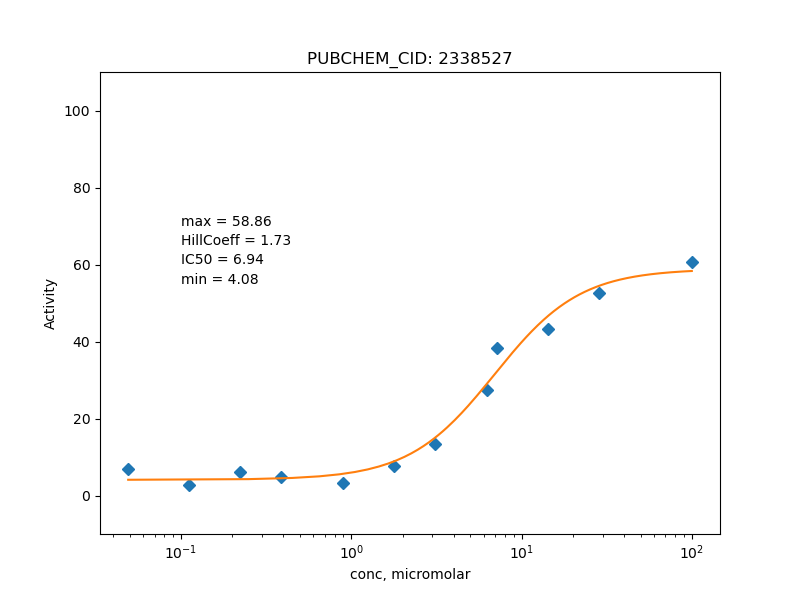 PUBCHEM_CID: 2338527
100
80
60
40
20
0
Activity
max = 58.86
HillCoeff = 1.73
IC50 = 6.94
min = 4.08
10⁻¹ 10⁰ 10¹ 10²
conc, micromolar